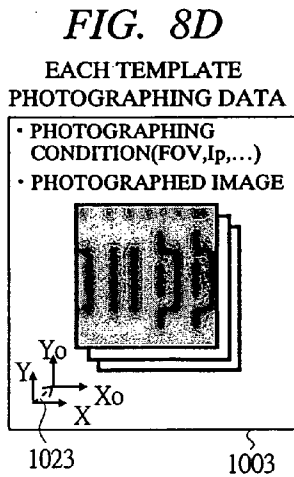 FIG. 8D
EACH TEMPLATE
PHOTOGRAPHING DATA
· PHOTOGRAPHING
CONDITION(FOV,Ip,...)
· PHOTOGRAPHED IMAGE
Yo
Y
Xo
X
1023
1003